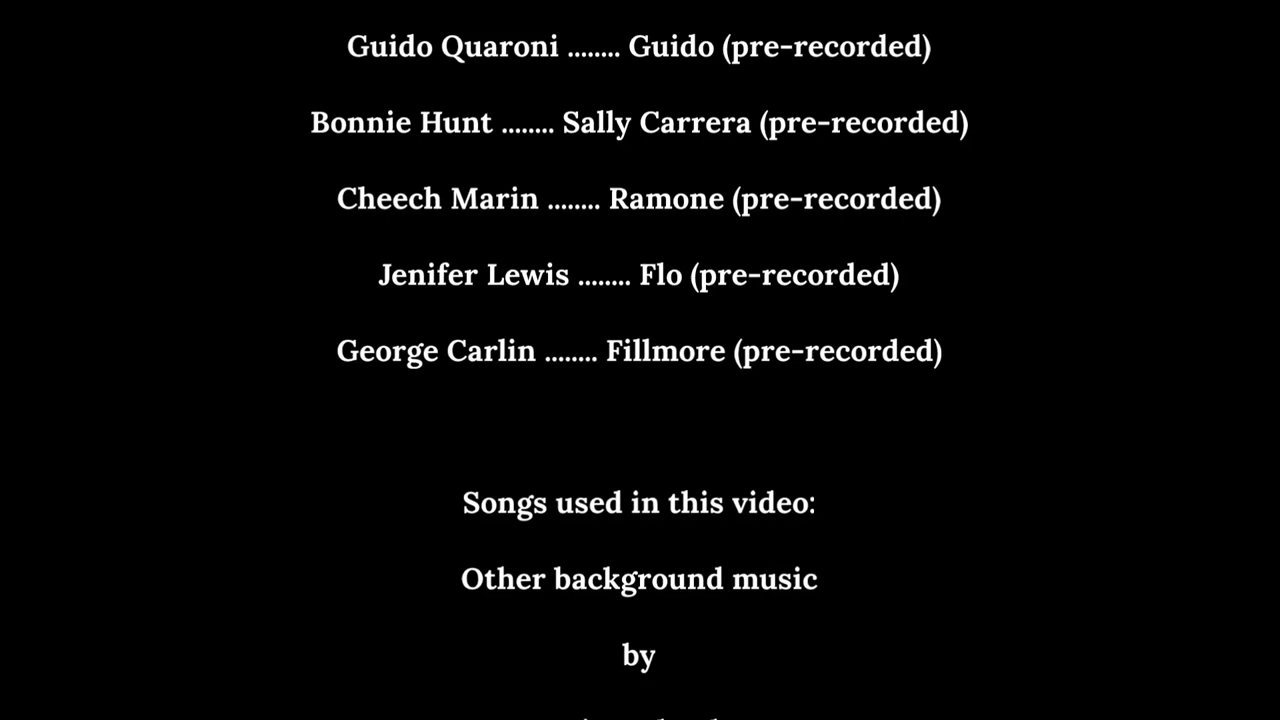 Guido Quaroni ........ Guido (pre-recorded)
Bonnie Hunt ........ Sally Carrera (pre-recorded)
Cheech Marin ........ Ramone (pre-recorded)
Jenifer Lewis ........ Flo (pre-recorded)
George Carlin ........ Fillmore (pre-recorded)
Songs used in this video:
Other background music
by